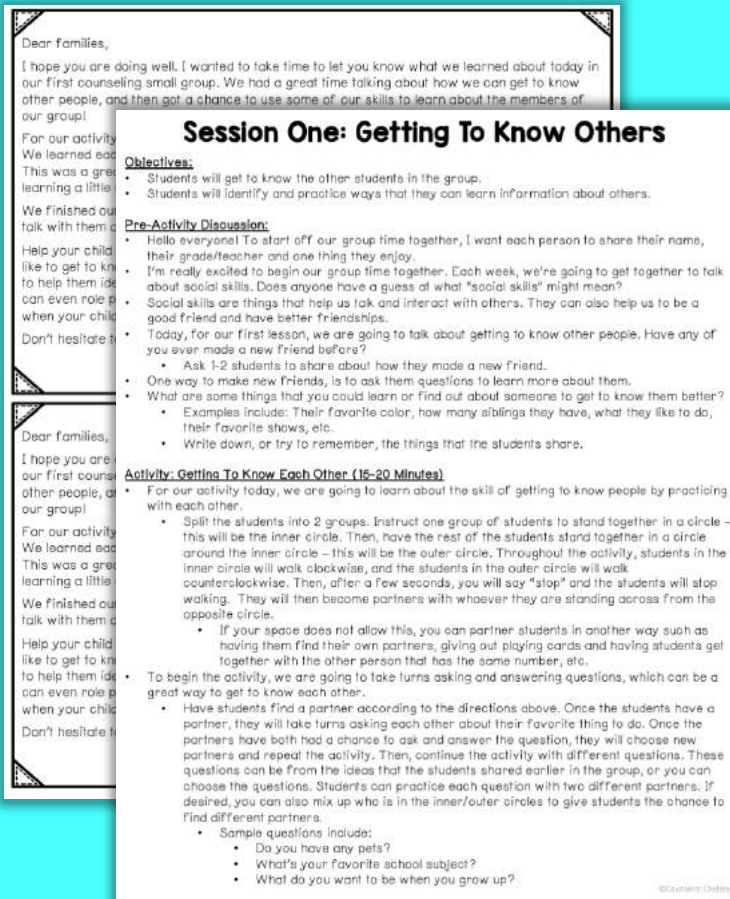 Dear families,
I hope you are doing well. I wanted to take time to let you know what we learned about today in
our first counseling small group. We had a great time talking about how we can get to know
other people, and then got a chance to use some of our skills to learn about the members of
our group!
For our activity
We learned
This was a
learning a little
We finished
talk with them
Help your child
like to get to
to help them
can even role
when your
Don't hesitate
Session One: Getting To Know Others
Objectives:
• Students will get to know the other students in the group.
• Students will identify and practice ways that they can learn information about others.
Pre-Activity Discussion:
• Hello everyone! To start off our group time together, I want each person to share their name,
their grade/teacher and one thing they enjoy.
• I'm really excited to begin our group time together. Each week, we're going to get together to talk
about social skills. Does anyone have a guess at what "social skills" might mean?
• Social skills are things that help us talk and interact with others. They can also help us to be a
good friend and have better friendships.
• Today, for our first lesson, we are going to talk about getting to know other people. Have any of
you ever made a new friend before?
• Ask 1-2 students to share about how they made a new friend.
• One way to make new friends, is to ask them questions to learn more about them.
• What are some things that you could learn or find out about someone to get to know them better?
• Examples include: Their favorite color, how many siblings they have, what they like to do,
their favorite shows, etc.
• Write down, or try to remember, the things that the students share.
Activity: Getting To Know Each Other (15-20 Minutes)
• For our activity today, we are going to learn about the skill of getting to know people by practicing
with each other.
• Split the students into 2 groups. Instruct one group of students to stand together in a circle –
this will be the inner circle. Then, have the rest of the students stand together in a circle
around the inner circle – this will be the outer circle. Throughout the activity, students in the
inner circle will walk clockwise, and the students in the outer circle will walk
counterclockwise. Then, after a few seconds, you will say "stop" and the students will stop
walking. They will then become partners with whoever they are standing across from the
opposite circle.
• If your space does not allow this, you can partner students in another way such as
having them find their own partners, giving out playing cards and having students get
together with the other person that has the same number, etc.
• To begin the activity, we are going to take turns asking and answering questions, which can be a
great way to get to know each other.
• Have students find a partner according to the directions above. Once the students have a
partner, they will take turns asking each other about their favorite thing to do. Once the
partners have both had a chance to ask and answer the question, they will choose new
partners and repeat the activity. Then, continue the activity with different questions. These
questions can be from the ideas that the students shared earlier in the group, or you can
choose the questions. Students can practice each question with two different partners. If
desired, you can also mix up who is in the inner/outer circles to give students the chance to
find different partners.
• Sample questions include:
• Do you have any pets?
• What's your favorite school subject?
• What do you want to be when you grow up?
Dear families,
I hope you are
our first
other people,
our group!
For our activity
We learned
This was a
learning a little
We finished
talk with them
Help your child
like to get to
to help them
can even role
when your
Don't hesitate